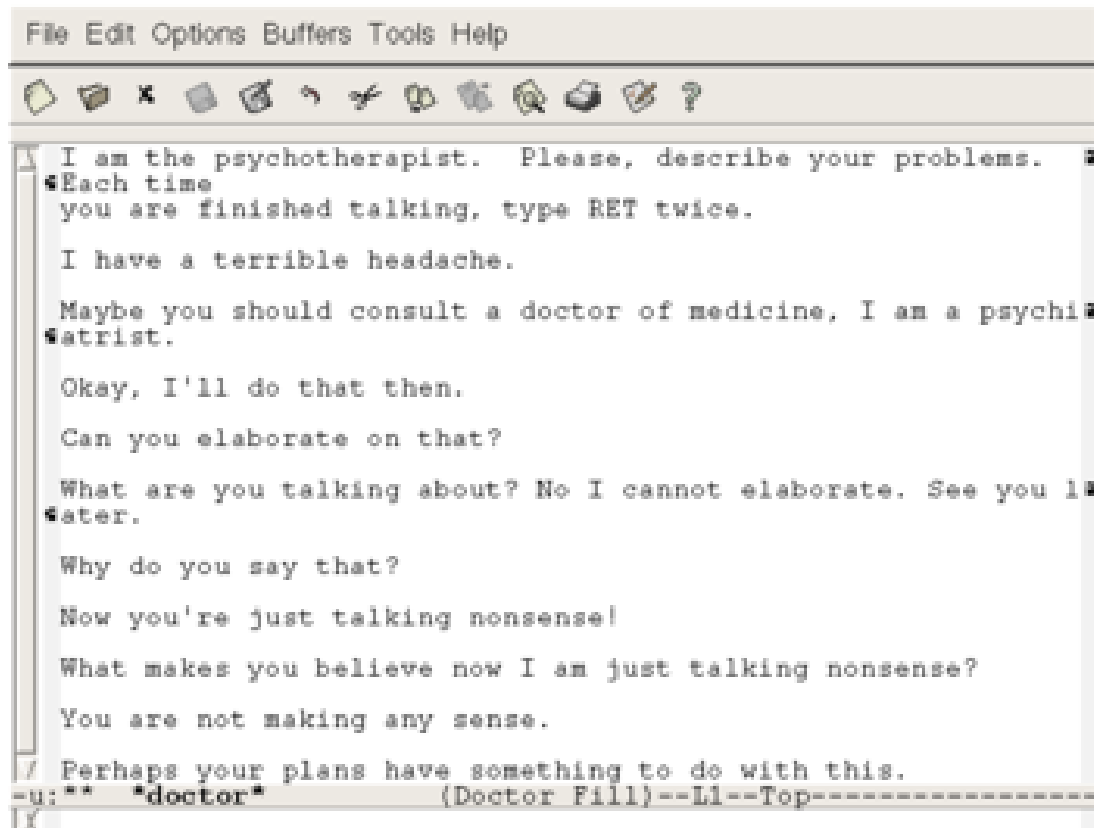 File Edit Options Buffers Tools Help
I am the psychotherapist.  Please, describe your problems.
Each time
you are finished talking, type RET twice.
I have a terrible headache.
Maybe you should consult a doctor of medicine, I am a psychi
atrist.
Okay, I'll do that then.
Can you elaborate on that?
What are you talking about? No I cannot elaborate. See you l
ater.
Why do you say that?
Now you're just talking nonsense!
What makes you believe now I am just talking nonsense?
You are not making any sense.
Perhaps your plans have something to do with this.
-u:**  *doctor*          (Doctor Fill)--L1--Top-----------------